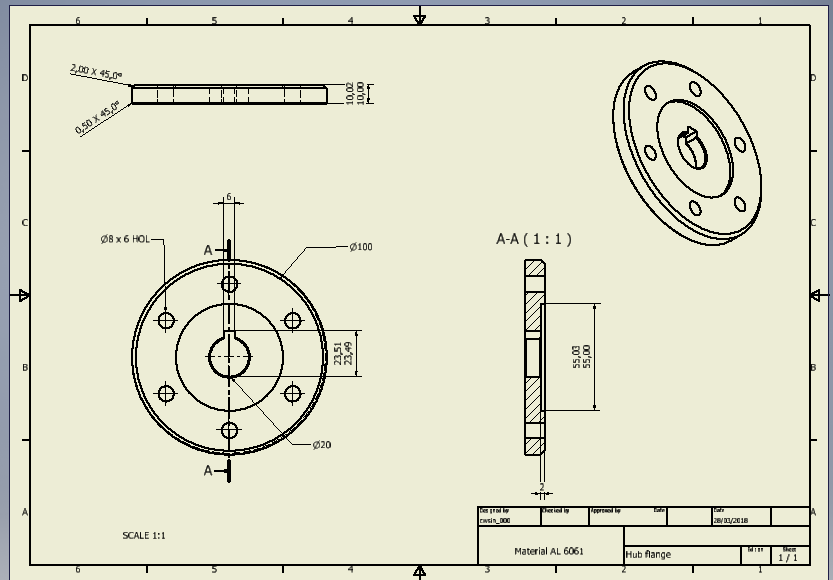 6 5 4 3 2 1
D D
2,00 X 45,0°
0,50 X 45,0°
10,02
10,00
6
C C
Ø8 x 6 HOL
A
Ø100
A-A ( 1 : 1 )
23,51
23,49
55,03
55,00
B B
Ø20
A
2
A A
SCALE 1:1
Designed by Checked by Approved by Date Date
cwsin_000 28/03/2018
Material AL 6061
Hub flange
Sheet
1 / 1
6 5 4 3 2 1